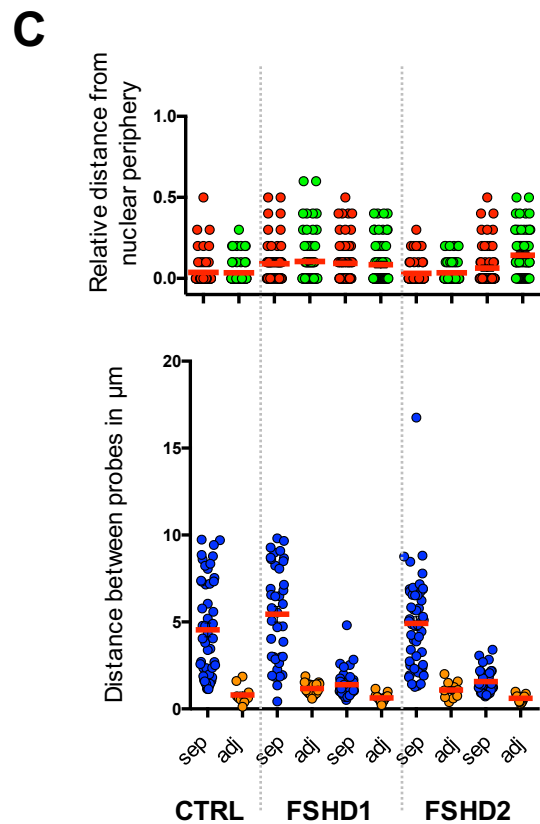 C
Relative distance from
nuclear periphery
1.0
0.5
0.0
Distance between probes in µm
20
15
10
5
0
sep adj sep adj sep adj sep adj sep adj
CTRL FSHD1 FSHD2